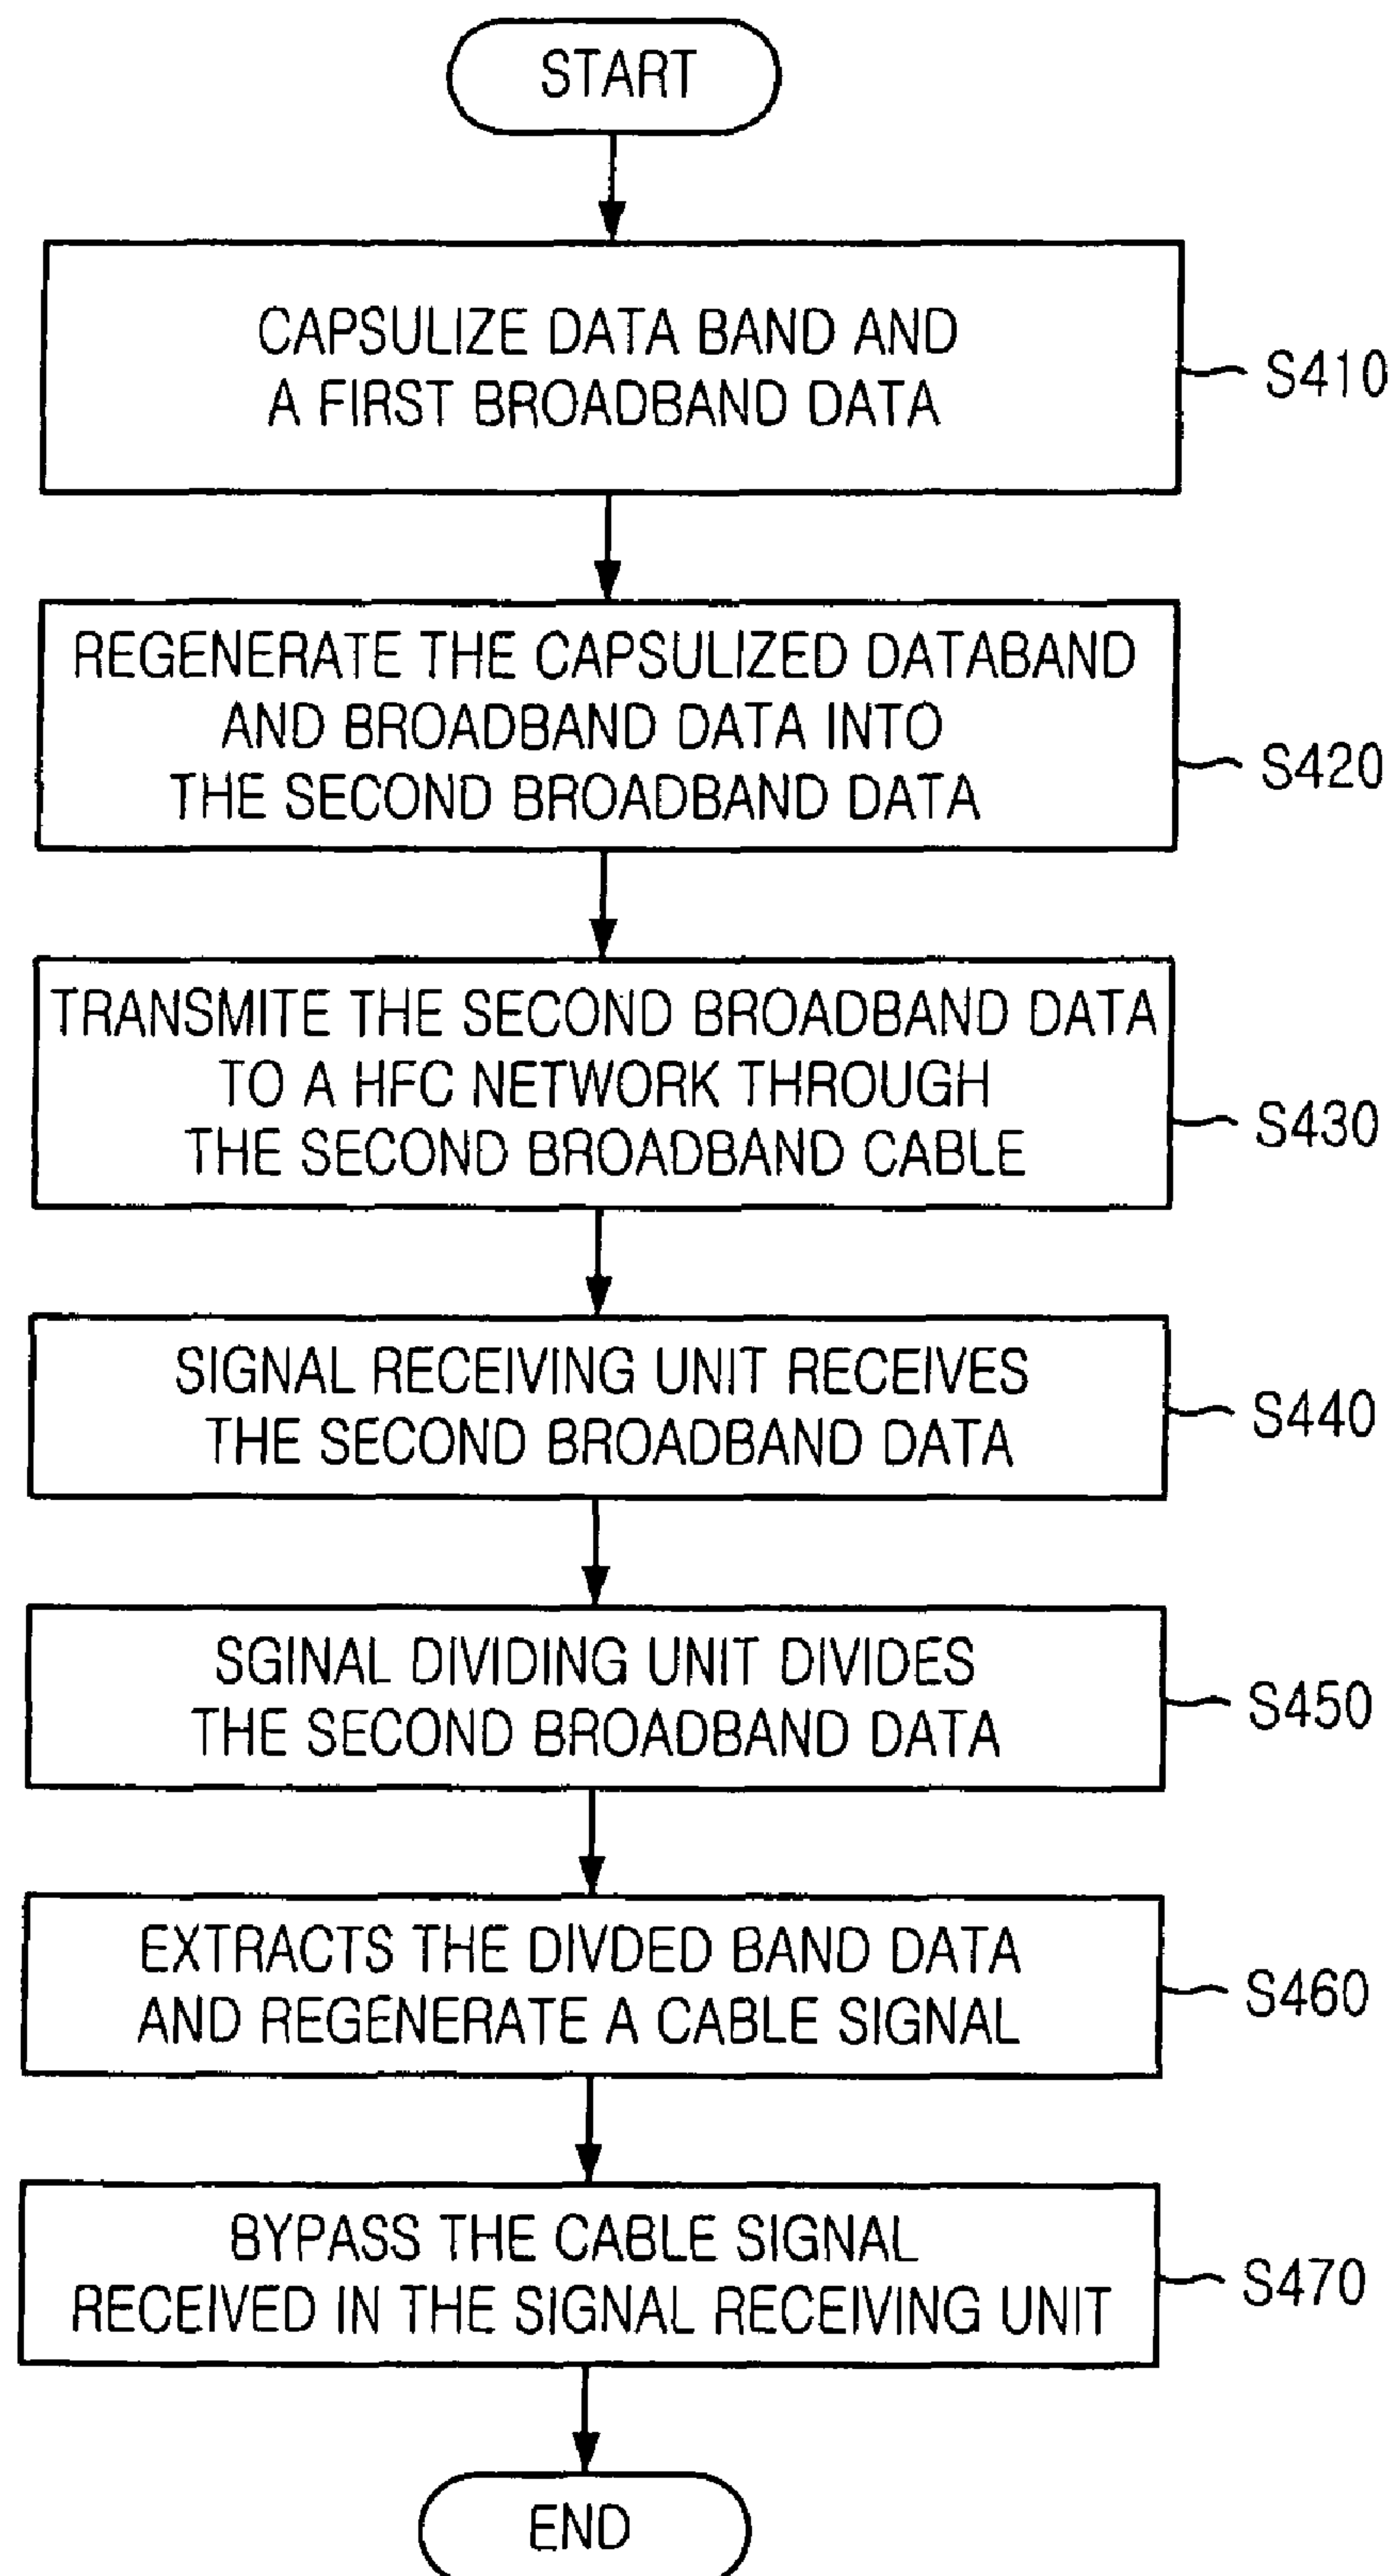 START
CAPSULIZE DATA BAND AND
A FIRST BROADBAND DATA
S410
REGENERATE THE CAPSULIZED DATABAND
AND BROADBAND DATA INTO
THE SECOND BROADBAND DATA
S420
TRANSMITE THE SECOND BROADBAND DATA
TO A HFC NETWORK THROUGH
THE SECOND BROADBAND CABLE
S430
SIGNAL RECEIVING UNIT RECEIVES
THE SECOND BROADBAND DATA
S440
SGINAL DIVIDING UNIT DIVIDES
THE SECOND BROADBAND DATA
S450
EXTRACTS THE DIVDED BAND DATA
AND REGENERATE A CABLE SIGNAL
S460
BYPASS THE CABLE SIGNAL
RECEIVED IN THE SIGNAL RECEIVING UNIT
S470
END